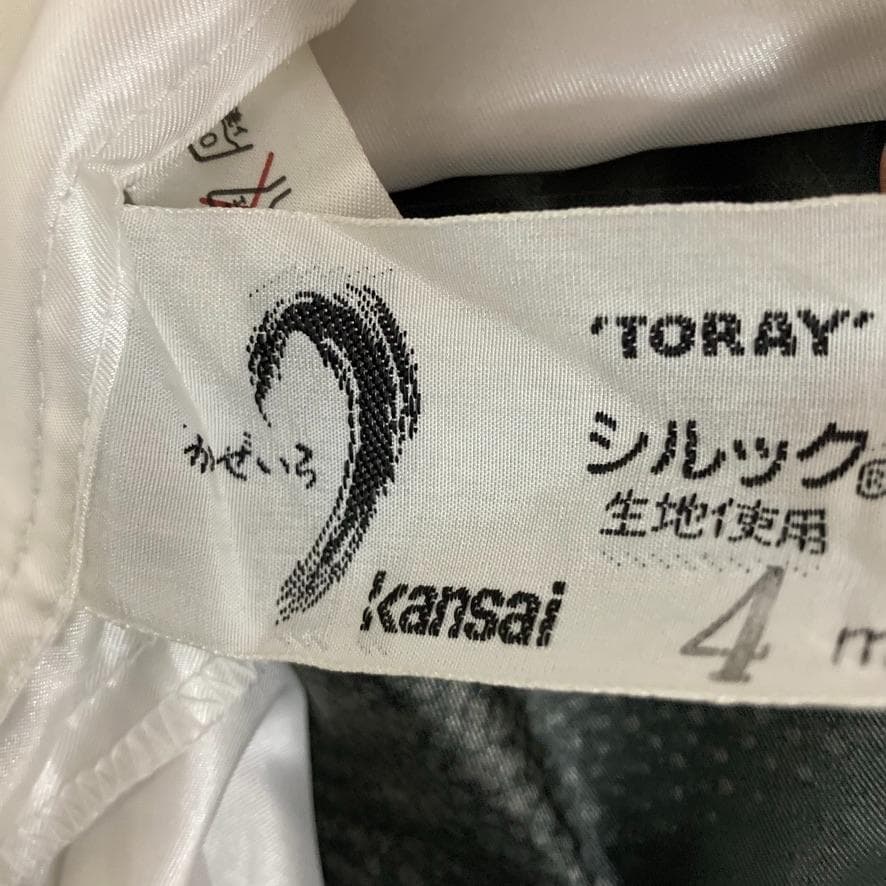 かぜいろ
kansai
'TORAY'
シルック®
生地使用
4 m